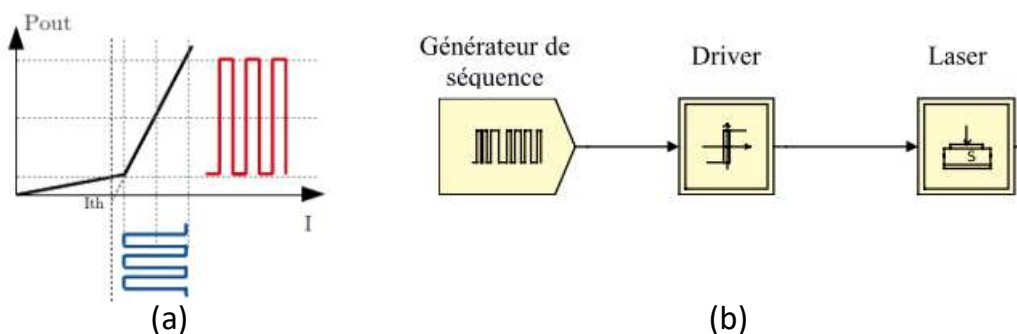 Pout
Ith
I
(a)
Générateur de
séquence
Driver
Laser
S
(b)